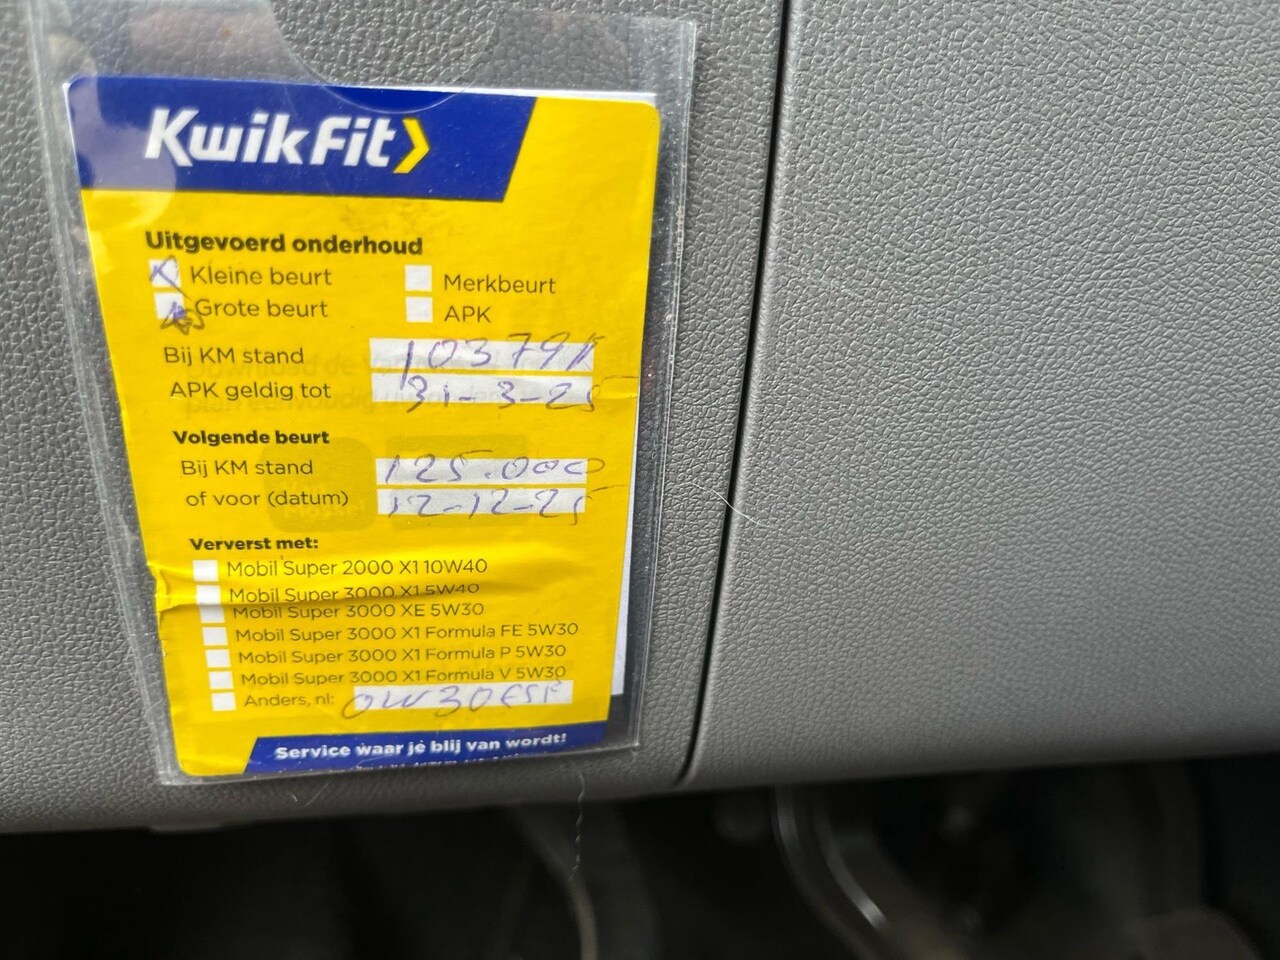 KwikFit
Uitgevoerd onderhoud
Kleine beurt Merkbeurt
Grote beurt APK
Bij KM stand 103791
APK geldig tot 31-3-25
Volgende beurt
Bij KM stand 125.000
of voor (datum) 12-12-25
Ververst met:
Mobil Super 2000 X1 10W40
Mobil Super 3000 X1 5W40
Mobil Super 3000 XE 5W30
Mobil Super 3000 X1 Formula FE 5W30
Mobil Super 3000 X1 Formula P 5W30
Mobil Super 3000 X1 Formula V 5W30
Anders, nl: 0W30
Service waar je blij van wordt!